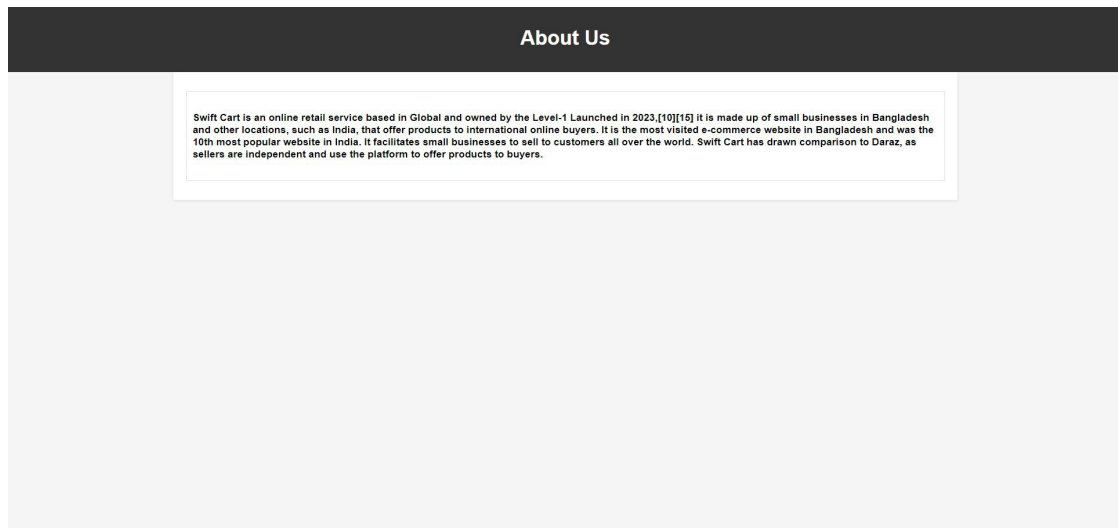 About Us
Swift Cart is an online retail service based in Global and owned by the Level-1 Launched in 2023,[10][15] it is made up of small businesses in Bangladesh
and other locations, such as India, that offer products to international online buyers. It is the most visited e-commerce website in Bangladesh and was the
10th most popular website in India. It facilitates small businesses to sell to customers all over the world. Swift Cart has drawn comparison to Daraz, as
sellers are independent and use the platform to offer products to buyers.